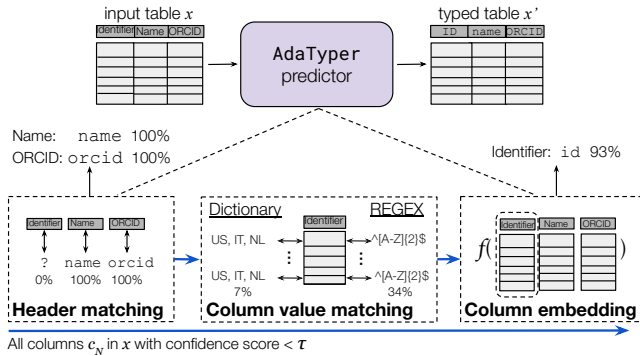 input table x
typed table x’
Identifier Name ORCID
ID name ORCID
AdaTyper
predictor
Name: name 100%
ORCID: orcid 100%
Identifier: id 93%
Identifier Name ORCID
? name orcid
0% 100% 100%
Header matching
Dictionary REGEX
Identifier
US, IT, NL ^[A-Z]{2}$
⋮ ⋮
US, IT, NL ^[A-Z]{2}$
7% 34%
Column value matching
Identifier Name ORCID
f( )
Column embedding
All columns c_N in x with confidence score < τ